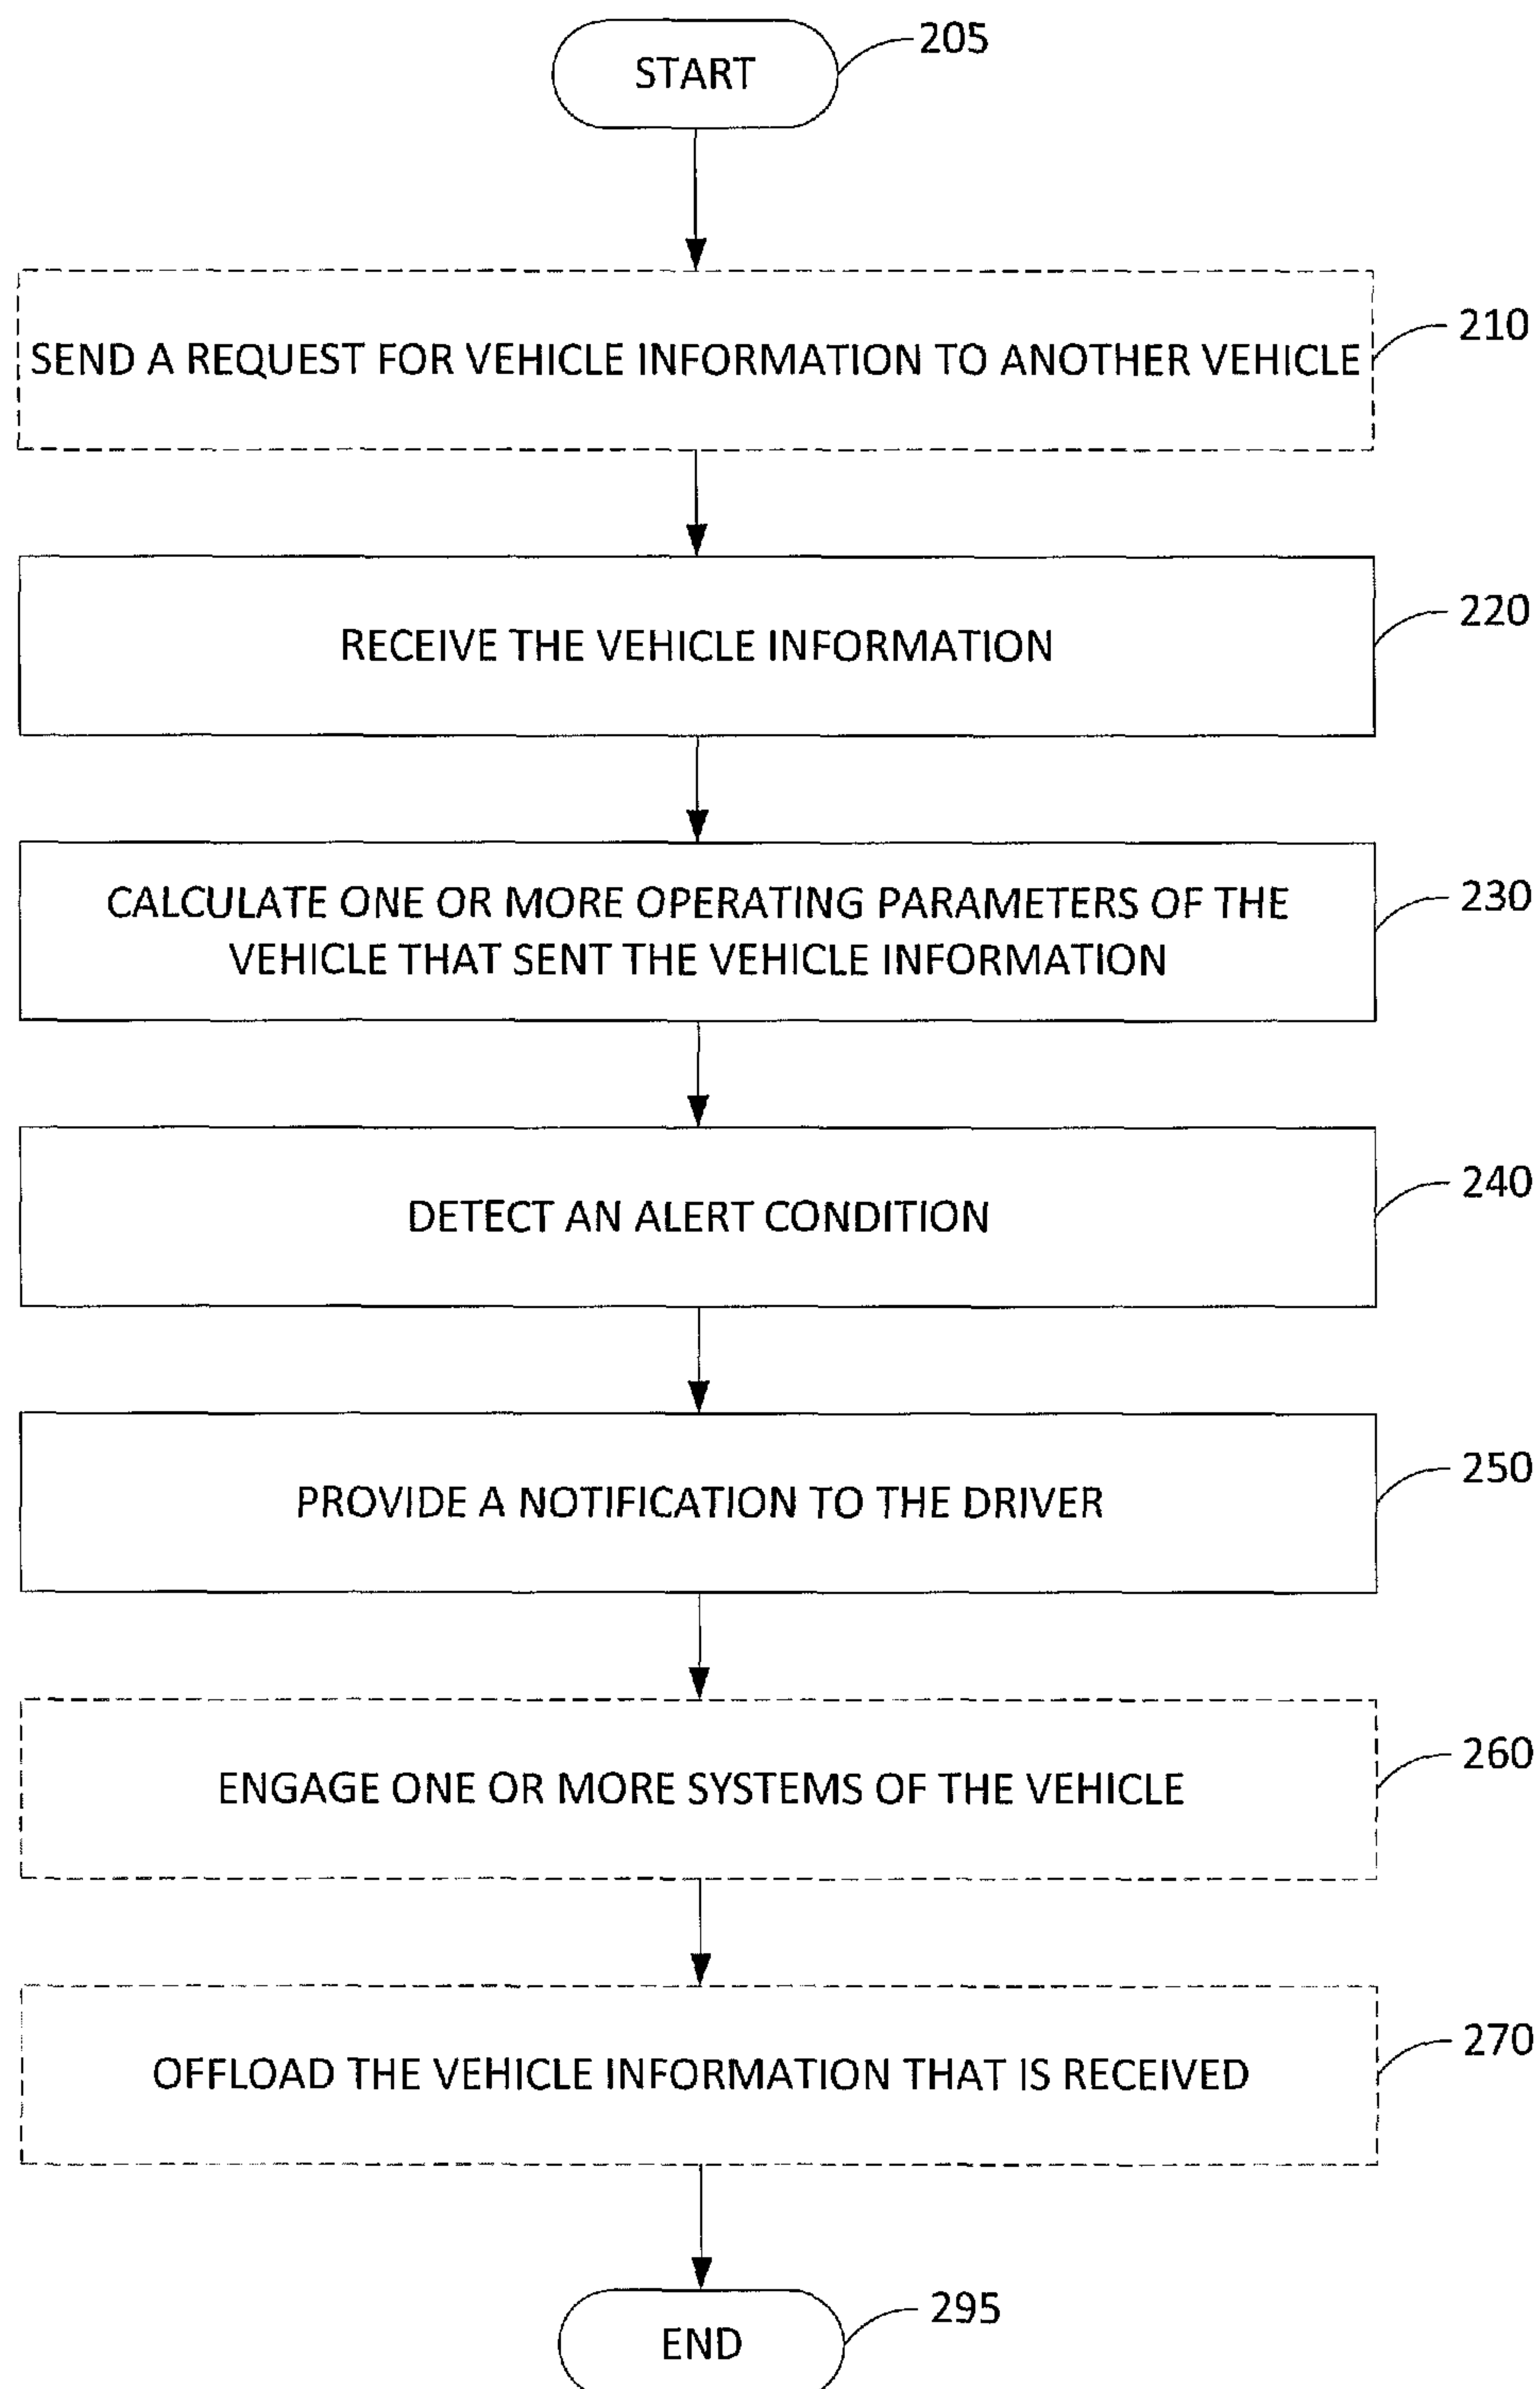 START
205
SEND A REQUEST FOR VEHICLE INFORMATION TO ANOTHER VEHICLE
210
RECEIVE THE VEHICLE INFORMATION
220
CALCULATE ONE OR MORE OPERATING PARAMETERS OF THE
VEHICLE THAT SENT THE VEHICLE INFORMATION
230
DETECT AN ALERT CONDITION
240
PROVIDE A NOTIFICATION TO THE DRIVER
250
ENGAGE ONE OR MORE SYSTEMS OF THE VEHICLE
260
OFFLOAD THE VEHICLE INFORMATION THAT IS RECEIVED
270
END
295